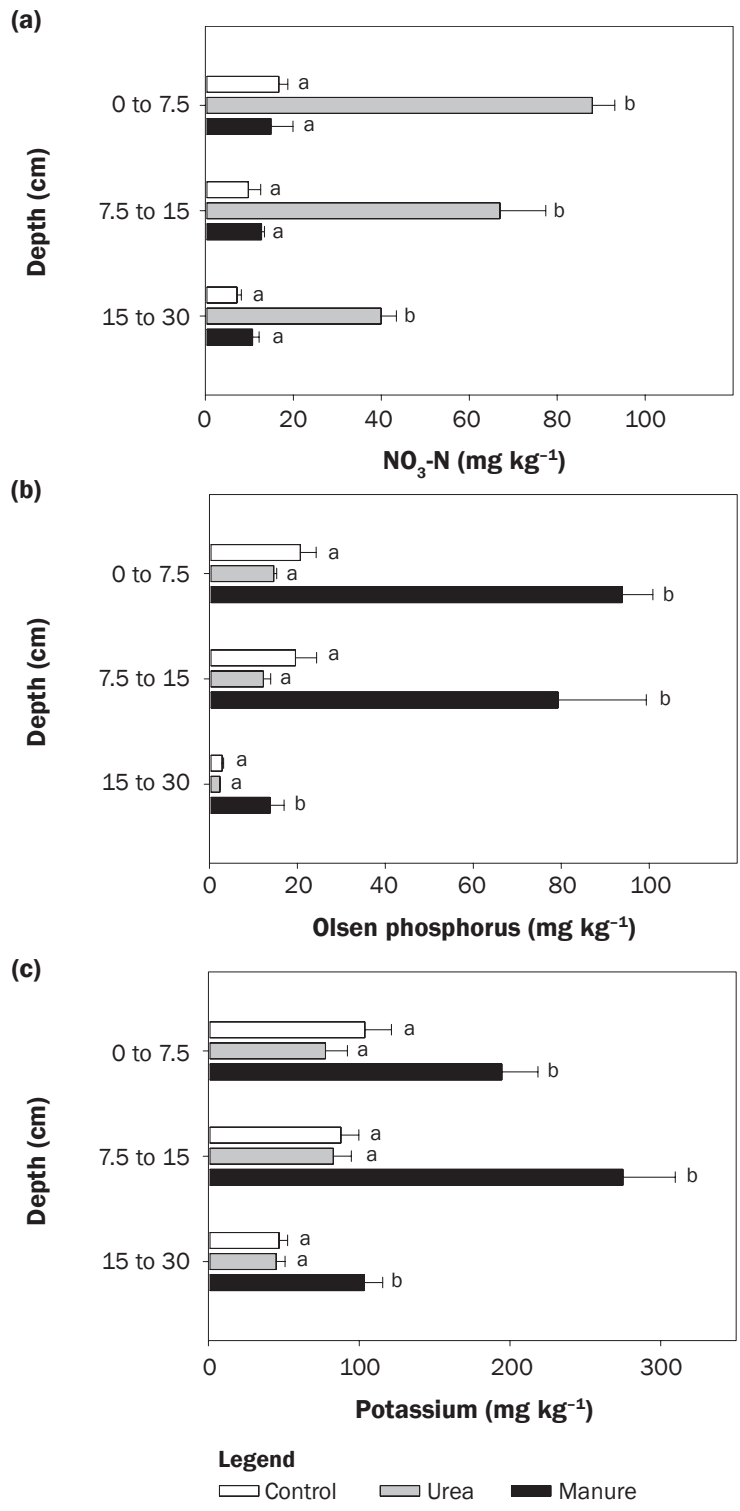 (a)
Depth (cm)
0 to 7.5
a
b
a
7.5 to 15
a
b
a
15 to 30
a
b
a
0 20 40 60 80 100
NO₃-N (mg kg⁻¹)
(b)
Depth (cm)
0 to 7.5
a
a
b
7.5 to 15
a
a
b
15 to 30
a
a
b
0 20 40 60 80 100
Olsen phosphorus (mg kg⁻¹)
(c)
Depth (cm)
0 to 7.5
a
a
b
7.5 to 15
a
a
b
15 to 30
a
a
b
0 100 200 300
Potassium (mg kg⁻¹)
Legend
Control Urea Manure